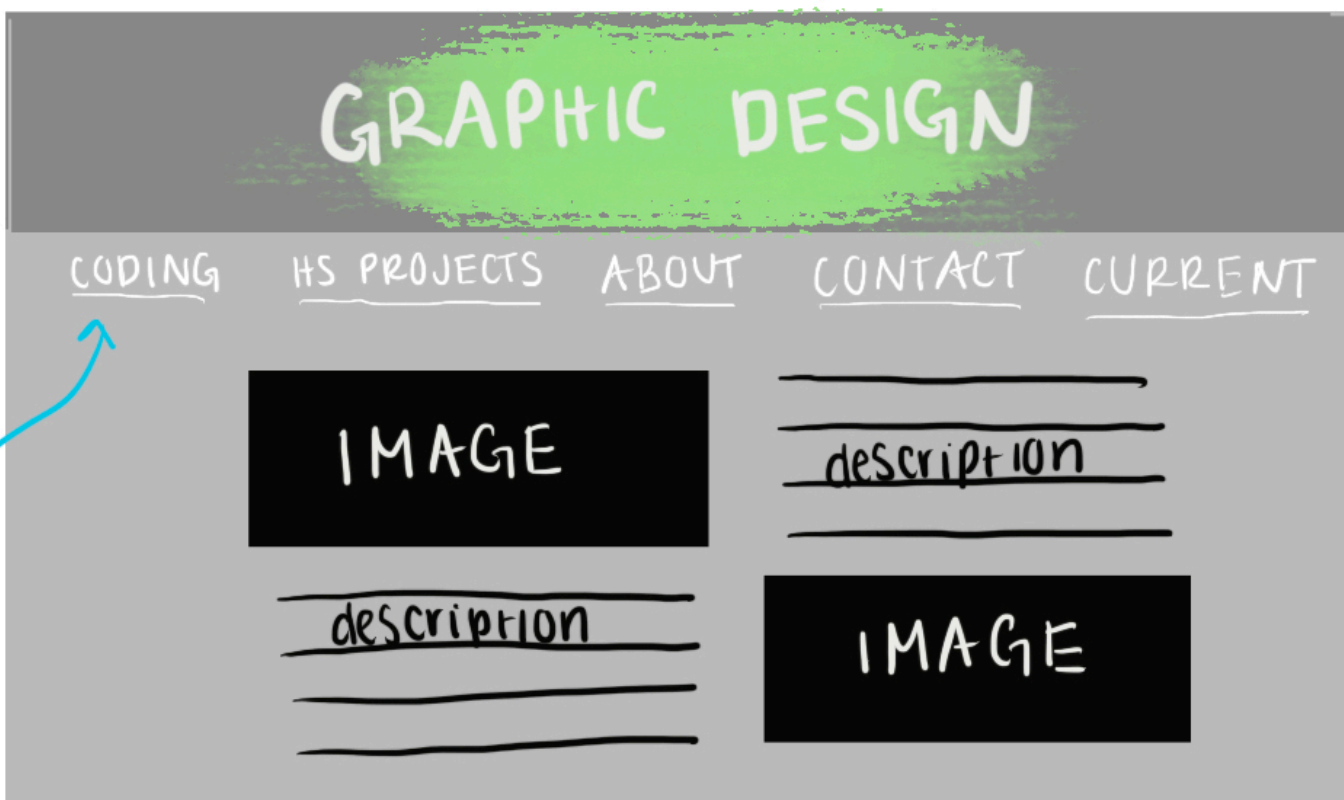 GRAPHIC DESIGN
CODING HS PROJECTS ABOUT CONTACT CURRENT
IMAGE
description
description
IMAGE